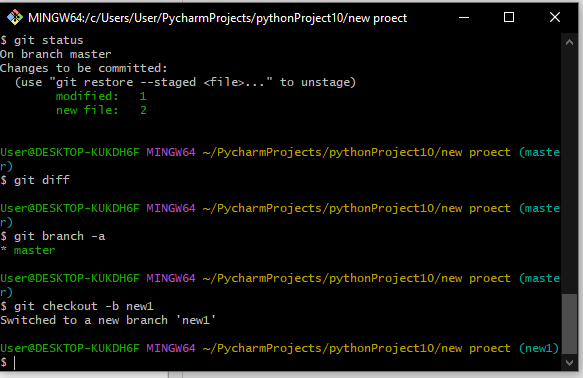 MINGW64:/c/Users/User/PycharmProjects/pythonProject10/new proect
$ git status
On branch master
Changes to be committed:
  (use "git restore --staged <file>..." to unstage)
        modified:   1
        new file:   2
User@DESKTOP-KUKDH6F MINGW64 ~/PycharmProjects/pythonProject10/new proect (maste
r)
$ git diff
User@DESKTOP-KUKDH6F MINGW64 ~/PycharmProjects/pythonProject10/new proect (maste
r)
$ git branch -a
* master
User@DESKTOP-KUKDH6F MINGW64 ~/PycharmProjects/pythonProject10/new proect (maste
r)
$ git checkout -b new1
Switched to a new branch 'new1'
User@DESKTOP-KUKDH6F MINGW64 ~/PycharmProjects/pythonProject10/new proect (new1)
$